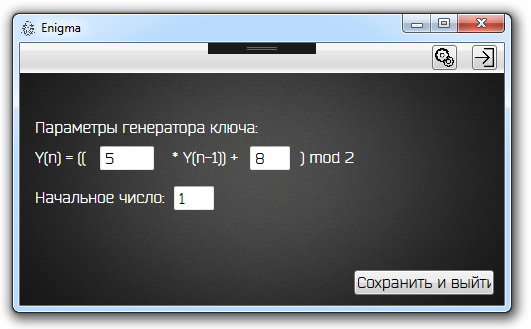 Enigma
Параметры генератора ключа:
Y(n) = (( 5 * Y(n-1)) + 8 ) mod 2
Начальное число: 1
Сохранить и выйти